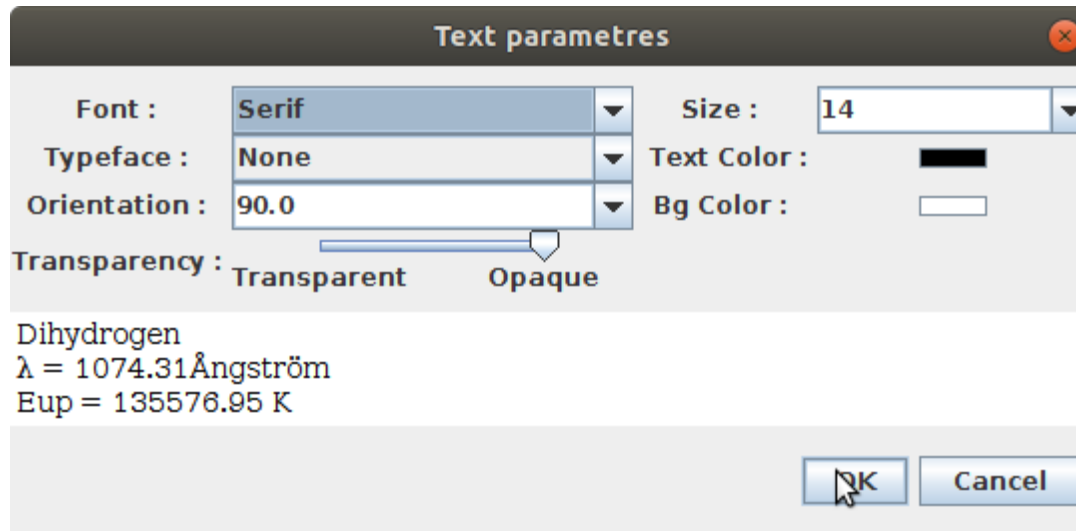 Text parametres
Font : Serif Size : 14
Typeface : None Text Color :
Orientation : 90.0 Bg Color :
Transparency : Transparent Opaque
Dihydrogen
λ = 1074.31Ångström
Eup = 135576.95 K
OK Cancel